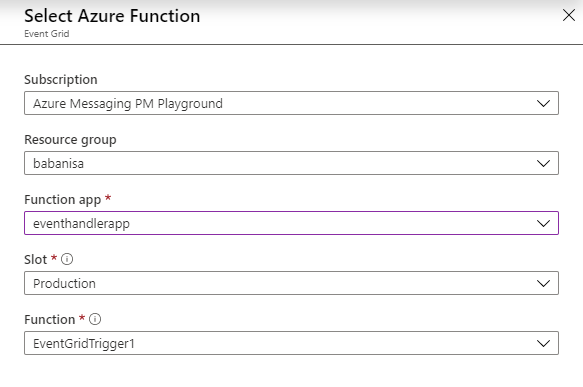 Select Azure Function
Event Grid
Subscription
Azure Messaging PM Playground
Resource group
babanisa
Function app *
eventhandlerapp
Slot *
Production
Function *
EventGridTrigger1